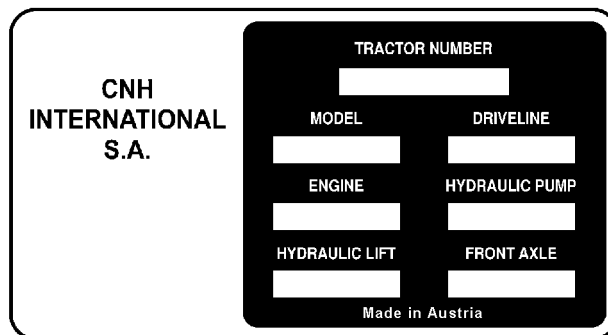 CNH
INTERNATIONAL
S.A.
TRACTOR NUMBER
MODEL DRIVELINE
ENGINE HYDRAULIC PUMP
HYDRAULIC LIFT FRONT AXLE
Made in Austria